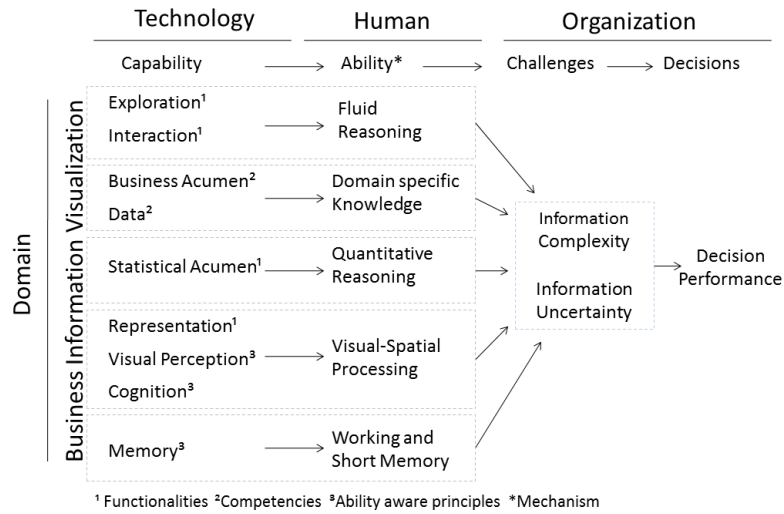 Technology Human Organization
Capability Ability* Challenges Decisions
Domain
Business Information Visualization
Exploration¹
Interaction¹
Fluid
Reasoning
Business Acumen²
Data²
Domain specific
Knowledge
Statistical Acumen¹
Quantitative
Reasoning
Representation¹
Visual Perception³
Cognition³
Visual-Spatial
Processing
Memory³
Working and
Short Memory
Information
Complexity
Information
Uncertainty
Decision
Performance
¹ Functionalities ²Competencies ³Ability aware principles *Mechanism